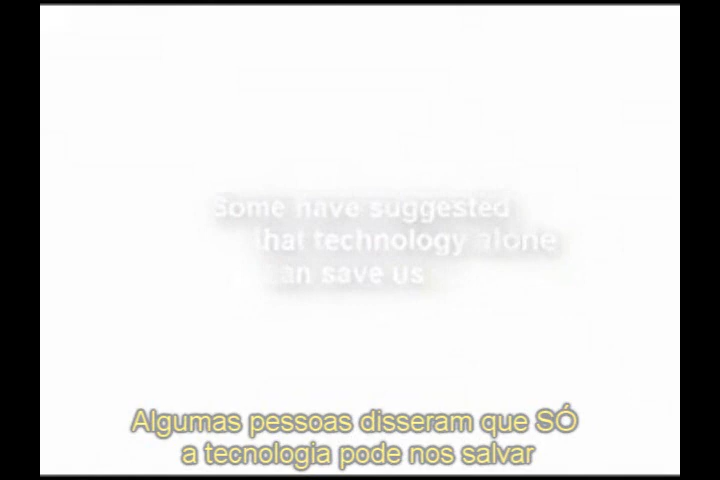 Some have suggested
that technology alone
can save us
Algumas pessoas disseram que SÓ
a tecnologia pode nos salvar